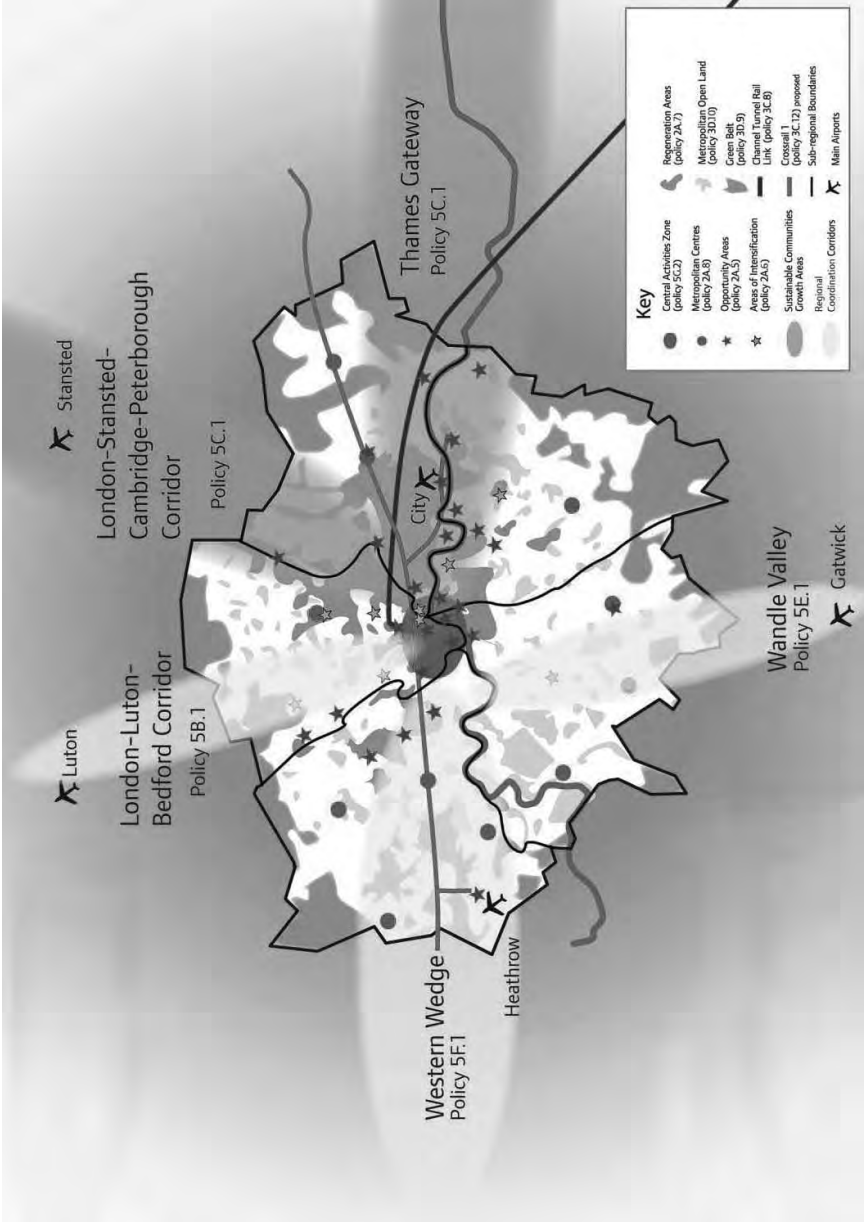 Luton
London-Luton-
Bedford Corridor
Policy 5B.1
Stansted
London-Stansted-
Cambridge-Peterborough
Corridor
Policy 5C.1
Thames Gateway
Policy 5C.1
City
Western Wedge
Policy 5F.1
Heathrow
Wandle Valley
Policy 5E.1
Gatwick
Key
Central Activities Zone
(policy 5G.2)
Metropolitan Centres
(policy 2A.8)
Opportunity Areas
(policy 2A.5)
Areas of Intensification
(policy 2A.6)
Sustainable Communities
Growth Areas
Regional
Coordination Corridors
Regeneration Areas
(policy 2A.7)
Metropolitan Open Land
(policy 3D.10)
Green Belt
(policy 3D.9)
Channel Tunnel Rail
Link (policy 3C.8)
Crossrail 1
(policy 3C.12) proposed
Sub-regional Boundaries
Main Airports